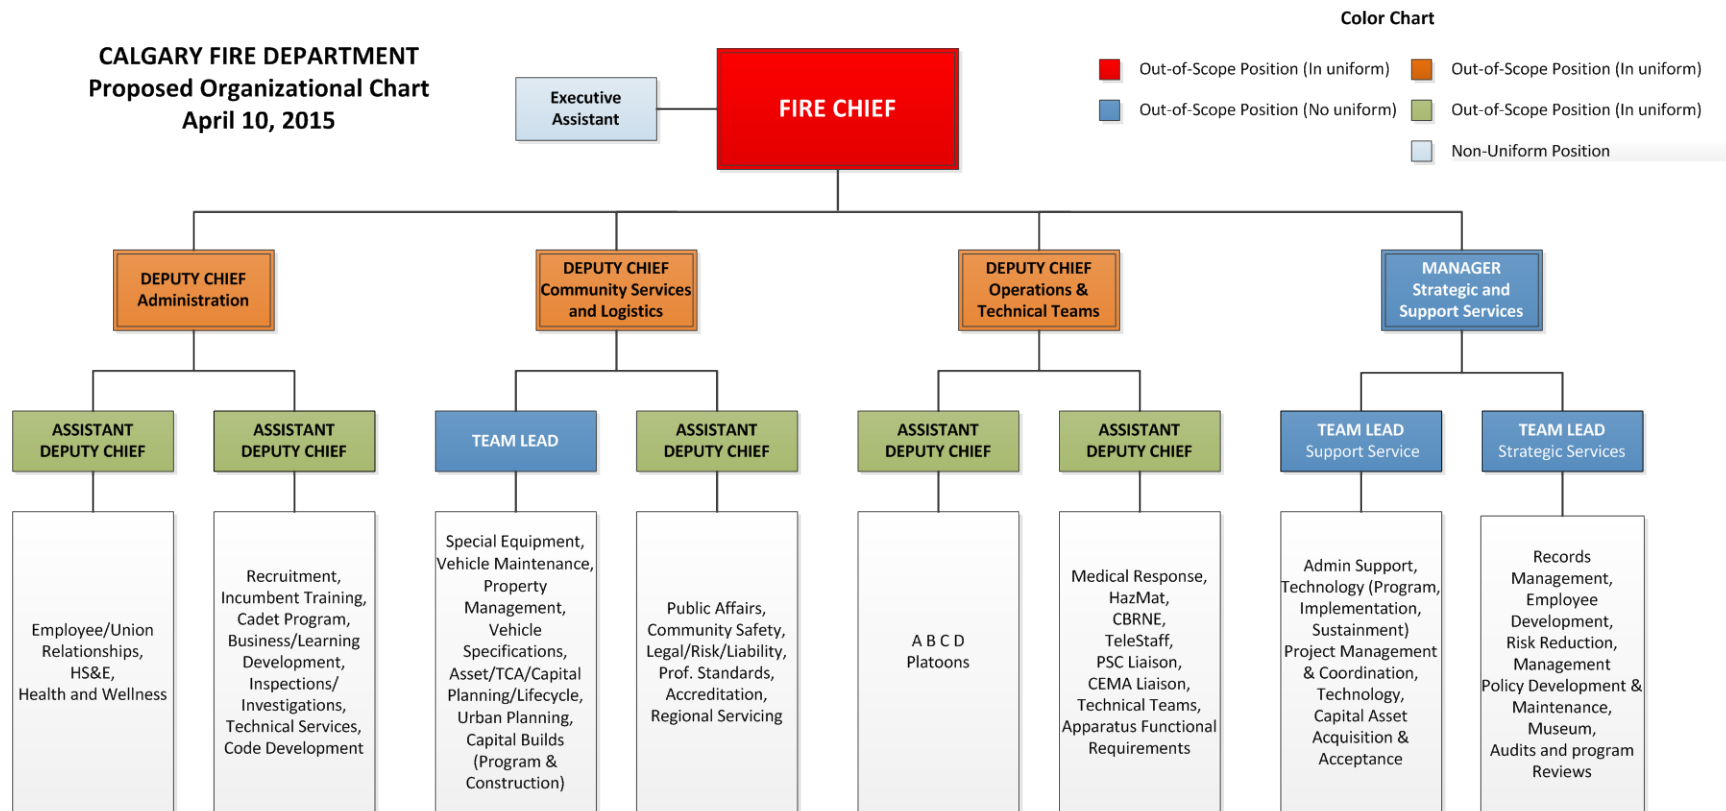 CALGARY FIRE DEPARTMENT
Proposed Organizational Chart
April 10, 2015
Executive
Assistant
FIRE CHIEF
Color Chart
Out-of-Scope Position (In uniform)
Out-of-Scope Position (In uniform)
Out-of-Scope Position (No uniform)
Out-of-Scope Position (In uniform)
Non-Uniform Position
DEPUTY CHIEF
Administration
DEPUTY CHIEF
Community Services
and Logistics
DEPUTY CHIEF
Operations &
Technical Teams
MANAGER
Strategic and
Support Services
ASSISTANT
DEPUTY CHIEF
ASSISTANT
DEPUTY CHIEF
TEAM LEAD
ASSISTANT
DEPUTY CHIEF
ASSISTANT
DEPUTY CHIEF
ASSISTANT
DEPUTY CHIEF
TEAM LEAD
Support Service
TEAM LEAD
Strategic Services
Employee/Union
Relationships,
HS&E,
Health and Wellness
Recruitment,
Incumbent Training,
Cadet Program,
Business/Learning
Development,
Inspections/
Investigations,
Technical Services,
Code Development
Special Equipment,
Vehicle Maintenance,
Property
Management,
Vehicle
Specifications,
Asset/TCA/Capital
Planning/Lifecycle,
Urban Planning,
Capital Builds
(Program &
Construction)
Public Affairs,
Community Safety,
Legal/Risk/Liability,
Prof. Standards,
Accreditation,
Regional Servicing
A B C D
Platoons
Medical Response,
HazMat,
CBRNE,
TeleStaff,
PSC Liaison,
CEMA Liaison,
Technical Teams,
Apparatus Functional
Requirements
Admin Support,
Technology (Program,
Implementation,
Sustainment)
Project Management
& Coordination,
Technology,
Capital Asset
Acquisition &
Acceptance
Records
Management,
Employee
Development,
Risk Reduction,
Management
Policy Development &
Maintenance,
Museum,
Audits and program
Reviews